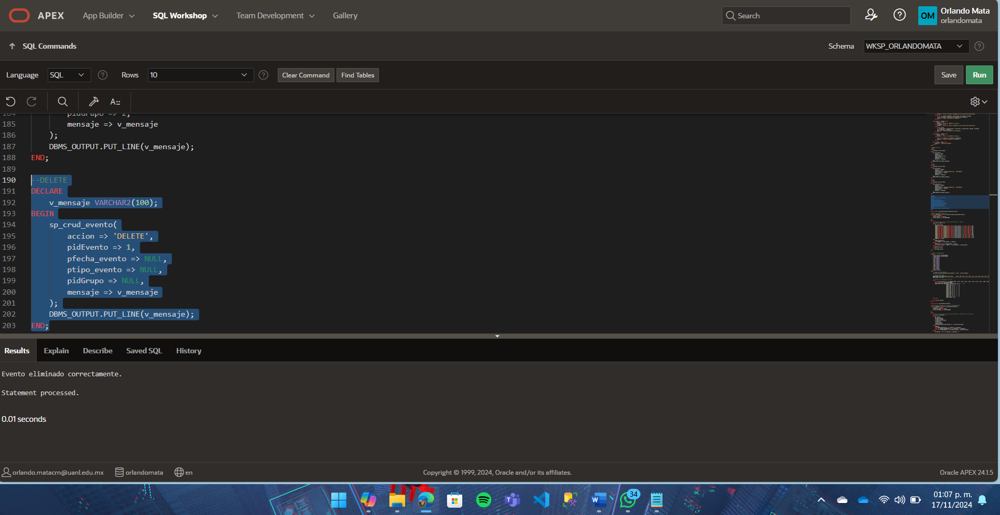 APEX App Builder SQL Workshop Team Development Gallery Search OM Orlando Mata
orlandomata
SQL Commands Schema WKSP_ORLANDOMATA
Language SQL Rows 10 Clear Command Find Tables Save Run
185 mensaje => v_mensaje
186 );
187 DBMS_OUTPUT.PUT_LINE(v_mensaje);
188 END;
189
190 --DELETE
191 DECLARE
192 v_mensaje VARCHAR2(100);
193 BEGIN
194 sp_crud_evento(
195 accion => 'DELETE',
196 pidEvento => 1,
197 pfecha_evento => NULL,
198 ptipo_evento => NULL,
199 pidGrupo => NULL,
200 mensaje => v_mensaje
201 );
202 DBMS_OUTPUT.PUT_LINE(v_mensaje);
203 END;
Results Explain Describe Saved SQL History
Evento eliminado correctamente.
Statement processed.
0.01 seconds
orlando.matacrn@uanl.edu.mx orlandomata en Copyright © 1999, 2024, Oracle and/or its affiliates. Oracle APEX 24.1.5
34
01:07 p. m.
17/11/2024